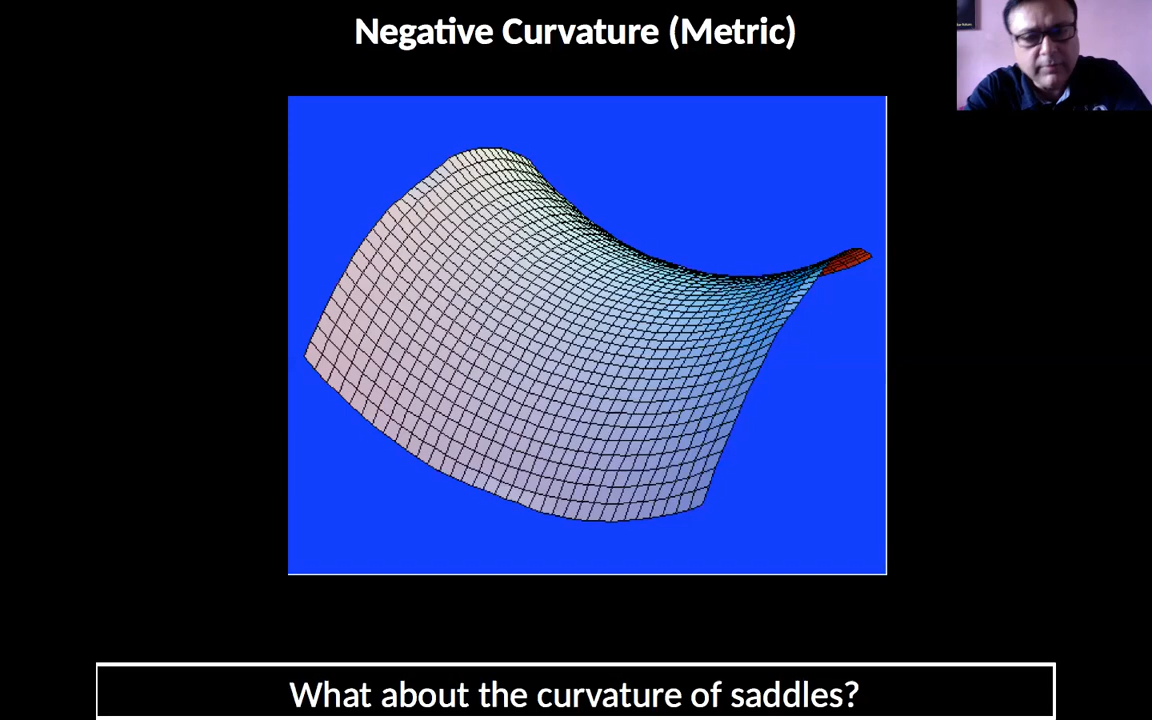 Negative Curvature (Metric)
What about the curvature of saddles?